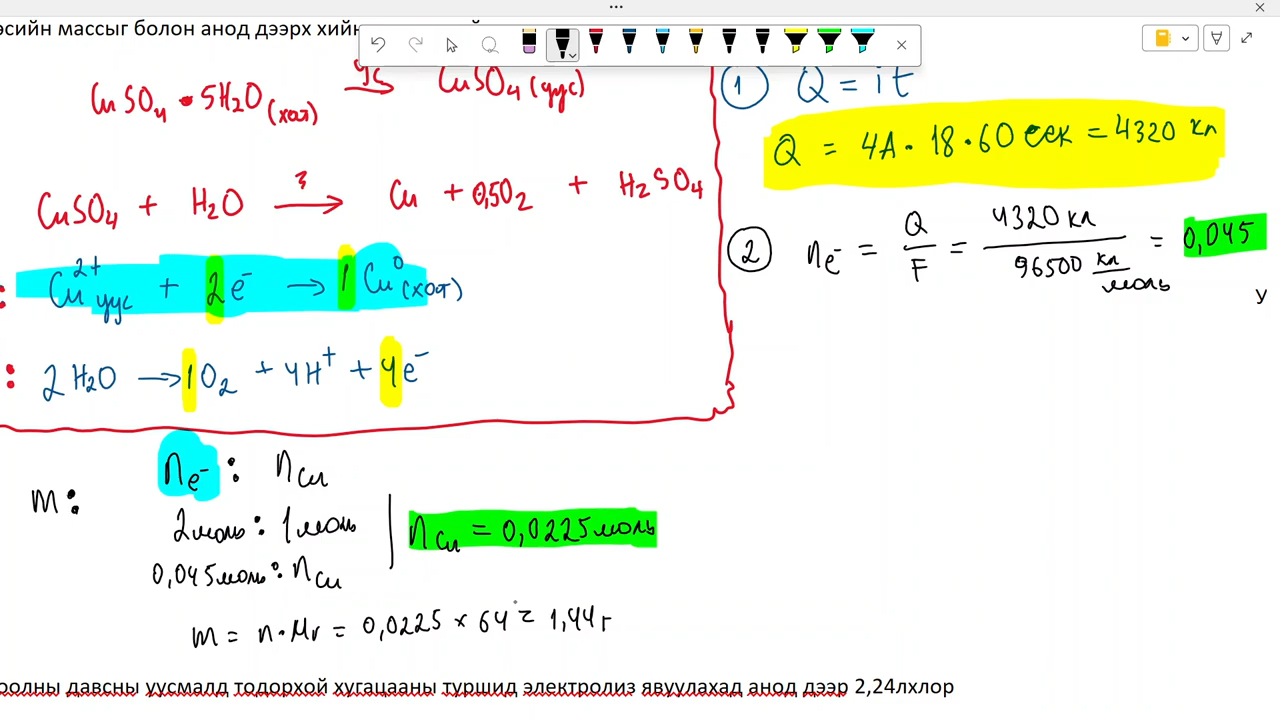 эсийн массыг болон анод дээрх хийн
CuSO4 • 5H2O(хат) ус CuSO4 (уус)
CuSO4 + H2O з Cu + 0,5O2 + H2SO4
: Cu2+ уус + 2e- → 1Cu0 (хат)
: 2H2O → 1O2 + 4H+ + 4e-
① Q = it
Q = 4A • 18 • 60 сек = 4320 кл
② ne- = Q/F = 4320 кл / 96500 кл/моль = 0,045
У
m: ne- : nCu
2моль : 1моль | nCu = 0,0225моль
0,045моль : nCu
m = n • Mr = 0,0225 × 64 = 1,44г
оолны давсны уусмалд тодорхой хугацааны туршид электролиз явуулахад анод дээр 2,24лхлор